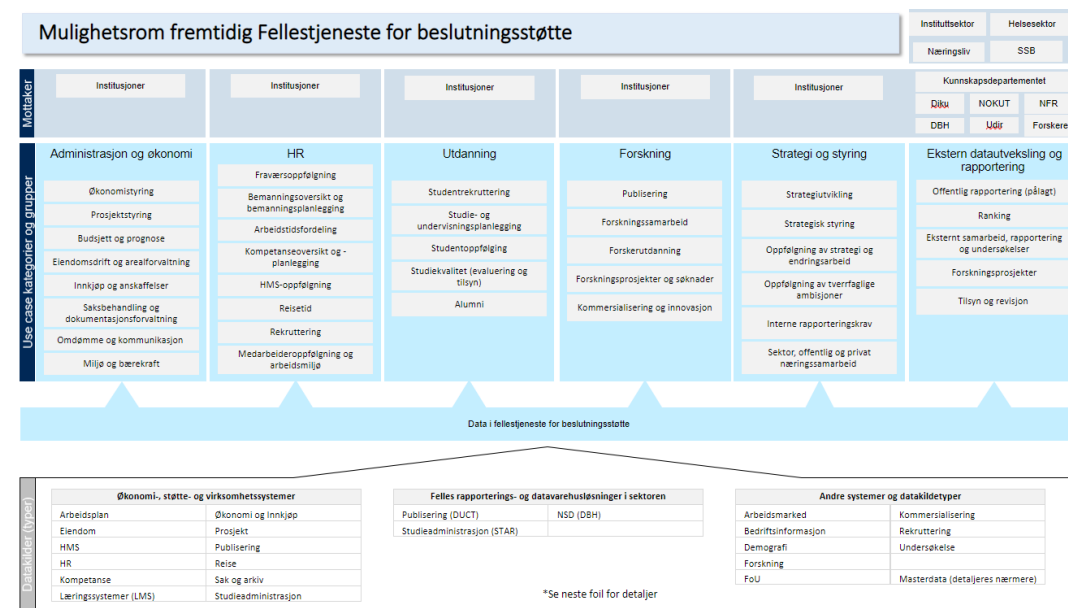 Mulighetsrom fremtidig Fellestjeneste for beslutningsstøtte
Instituttsektor
Helsesektor
Næringsliv
SSB
Mottaker
Institusjoner
Institusjoner
Institusjoner
Institusjoner
Institusjoner
Kunnskapsdepartementet
Diku
NOKUT
NFR
DBH
Udir
Forskere
Use case kategorier og grupper
Administrasjon og økonomi
Økonomistyring
Prosjektstyring
Budsjett og prognose
Eiendomsdrift og arealforvaltning
Innkjøp og anskaffelser
Saksbehandling og
dokumentasjonsforvaltning
Omdømme og kommunikasjon
Miljø og bærekraft
HR
Fraværsoppfølgning
Bemanningsoversikt og
bemanningsplanlegging
Arbeidstidsfordeling
Kompetanseoversikt og -
planlegging
HMS-oppfølgning
Reisetid
Rekruttering
Medarbeideroppfølgning og
arbeidsmiljø
Utdanning
Studentrekruttering
Studie- og
undervisningsplanlegging
Studentoppfølging
Studiekvalitet (evaluering og
tilsyn)
Alumni
Forskning
Publisering
Forskningssamarbeid
Forskerutdanning
Forskningsprosjekter og søknader
Kommersialisering og innovasjon
Strategi og styring
Strategiutvikling
Strategisk styring
Oppfølgning av strategi og
endringsarbeid
Oppfølgning av tverrfaglige
ambisjoner
Interne rapporteringskrav
Sektor, offentlig og privat
næringssamarbeid
Ekstern datautveksling og
rapportering
Offentlig rapportering (pålagt)
Ranking
Eksternt samarbeid, rapportering
og undersøkelser
Forskningsprosjekter
Tilsyn og revisjon
Data i fellestjeneste for beslutningsstøtte
Datakilder (typer)
Økonomi-, støtte- og virksomhetssystemer
Arbeidsplan
Økonomi og Innkjøp
Eiendom
Prosjekt
HMS
Publisering
HR
Reise
Kompetanse
Sak og arkiv
Læringssystemer (LMS)
Studieadministrasjon
Felles rapporterings- og datavarehusløsninger i sektoren
Publisering (DUCT)
NSD (DBH)
Studieadministrasjon (STAR)
Andre systemer og datakildetyper
Arbeidsmarked
Kommersialisering
Bedriftsinformasjon
Rekruttering
Demografi
Undersøkelse
Forskning
FoU
Masterdata (detaljeres nærmere)
*Se neste foil for detaljer